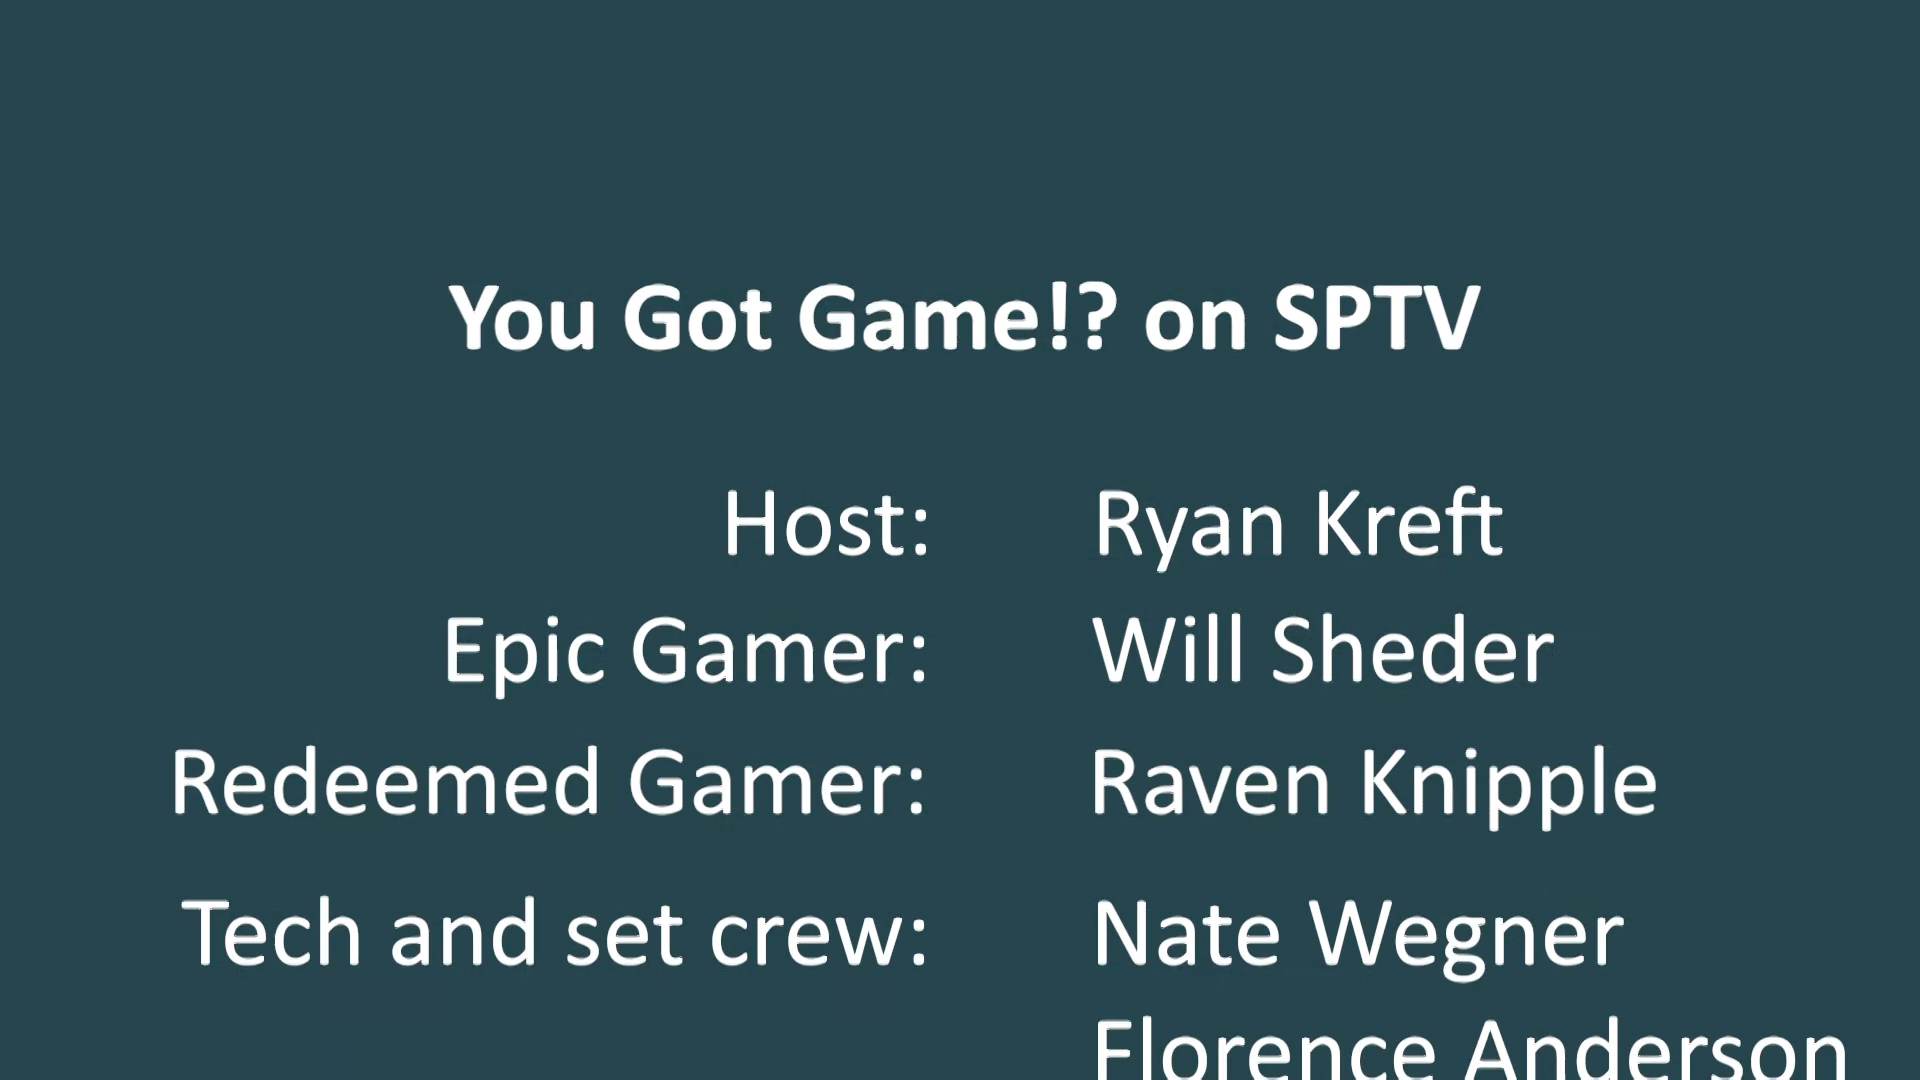 You Got Game!? on SPTV
Host: Ryan Kreft
Epic Gamer: Will Sheder
Redeemed Gamer: Raven Knipple
Tech and set crew: Nate Wegner
Florence Anderson